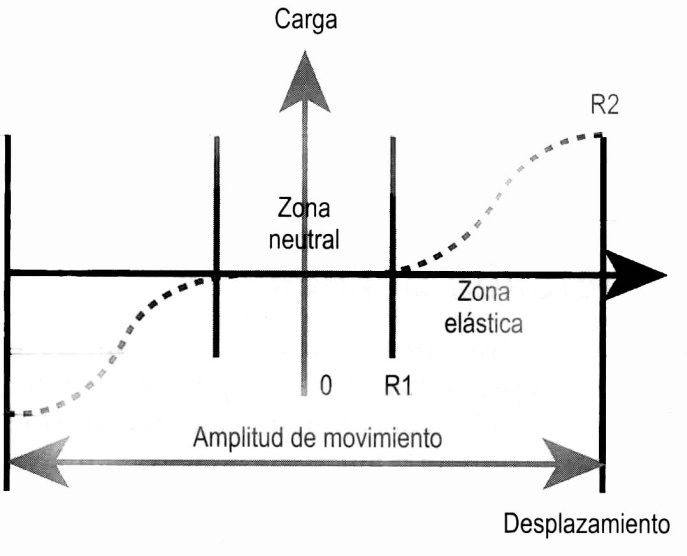 Carga
R2
Zona
neutral
Zona
elástica
0
R1
Amplitud de movimiento
Desplazamiento